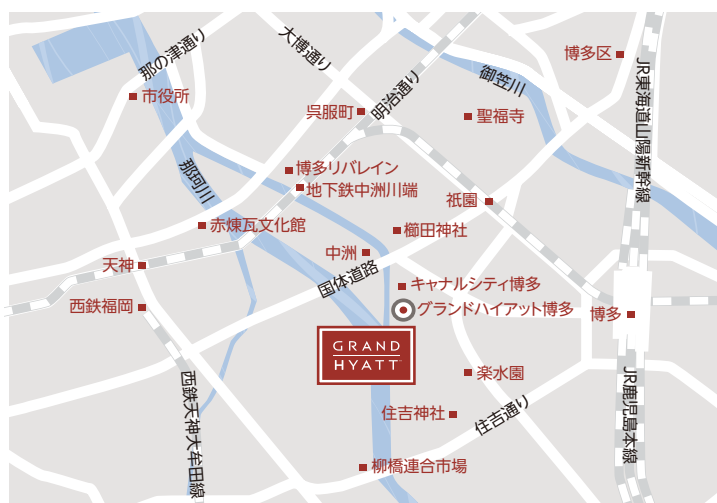 大博通り
那の津通り
御笠川
博多区
JR東海道山陽新幹線
市役所
明治通り
呉服町
聖福寺
博多リバレイン
那珂川
地下鉄中洲川端
祇園
赤煉瓦文化館
櫛田神社
中洲
天神
国体道路
キャナルシティ博多
西鉄福岡
グランドハイアット博多
博多
GRAND
HYATT™
楽水園
JR鹿児島本線
西鉄天神大牟田線
住吉神社
住吉通り
柳橋連合市場